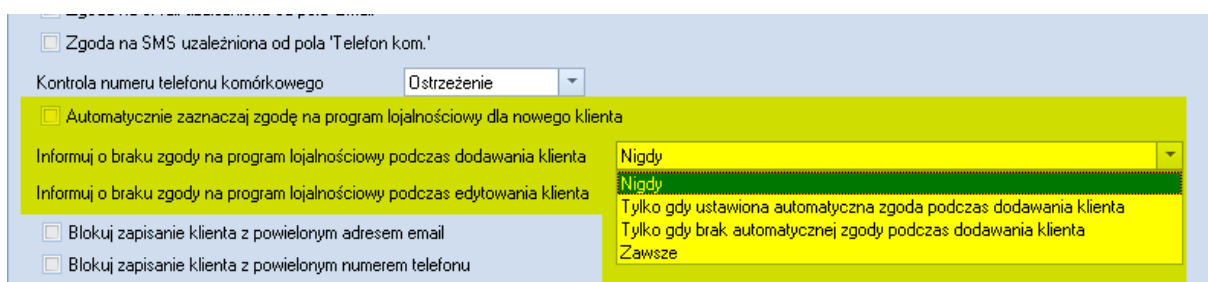 Zgoda na SMS uzależniona od pola 'Telefon kom.'
Kontrola numeru telefonu komórkowego Ostrzeżenie
Automatycznie zaznaczaj zgodę na program lojalnościowy dla nowego klienta
Informuj o braku zgody na program lojalnościowy podczas dodawania klienta Nigdy
Informuj o braku zgody na program lojalnościowy podczas edytowania klienta
Nigdy
Tylko gdy ustawiona automatyczna zgoda podczas dodawania klienta
Tylko gdy brak automatycznej zgody podczas dodawania klienta
Zawsze
Blokuj zapisanie klienta z powielonym adresem email
Blokuj zapisanie klienta z powielonym numerem telefonu